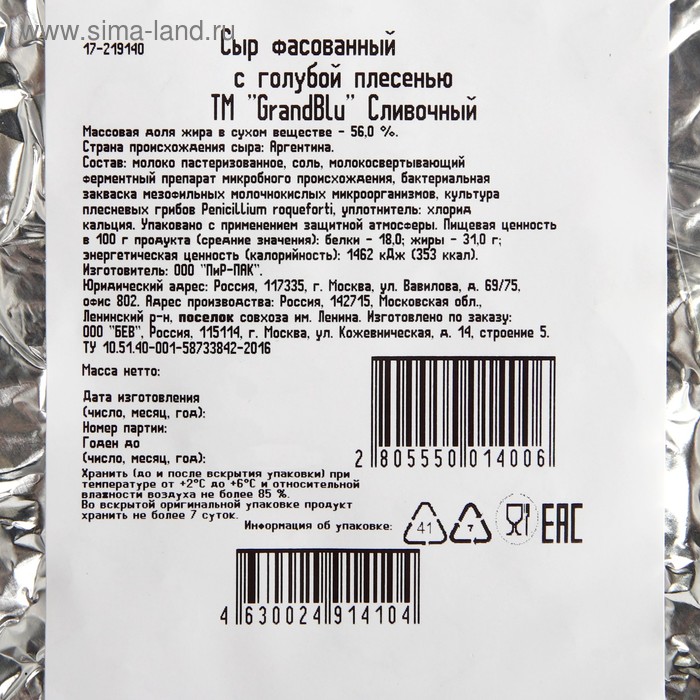 www.sima-land.ru
17-219140
Сыр фасованный
с голубой плесенью
ТМ "GrandBlu" Сливочный
Массовая доля жира в сухом веществе - 56,0 %.
Страна происхождения сыра: Аргентина.
Состав: молоко пастеризованное, соль, молокосвертывающий
ферментный препарат микробного происхождения, бактериальная
закваска мезофильных молочнокислых микроорганизмов, культура
плесневых грибов Penicillium roqueforti, уплотнитель: хлорид
кальция. Упаковано с применением защитной атмосферы. Пищевая ценность
в 100 г продукта (средние значения): белки - 18,0; жиры - 31,0 г;
энергетическая ценность (калорийность): 1462 кДж (353 ккал).
Изготовитель: ООО "ПиР-ПАК".
Юридический адрес: Россия, 117335, г. Москва, ул. Вавилова, д. 69/75,
офис 802. Адрес производства: Россия, 142715, Московская обл.,
Ленинский р-н, поселок совхоза им. Ленина. Изготовлено по заказу:
ООО "БЕВ", Россия, 115114, г. Москва, ул. Кожевническая, д. 14, строение 5.
ТУ 10.51.40-001-58733842-2016
Масса нетто:
Дата изготовления
(число, месяц, год):
Номер партии:
Годен до
(число, месяц, год):
2 805550 014006
Хранить (до и после вскрытия упаковки) при
температуре от +2°С до +6°С и относительной
влажности воздуха не более 85 %.
Во вскрытой оригинальной упаковке продукт
хранить не более 7 суток.
Информация об упаковке: 41 7 EAC
4 630024 914104